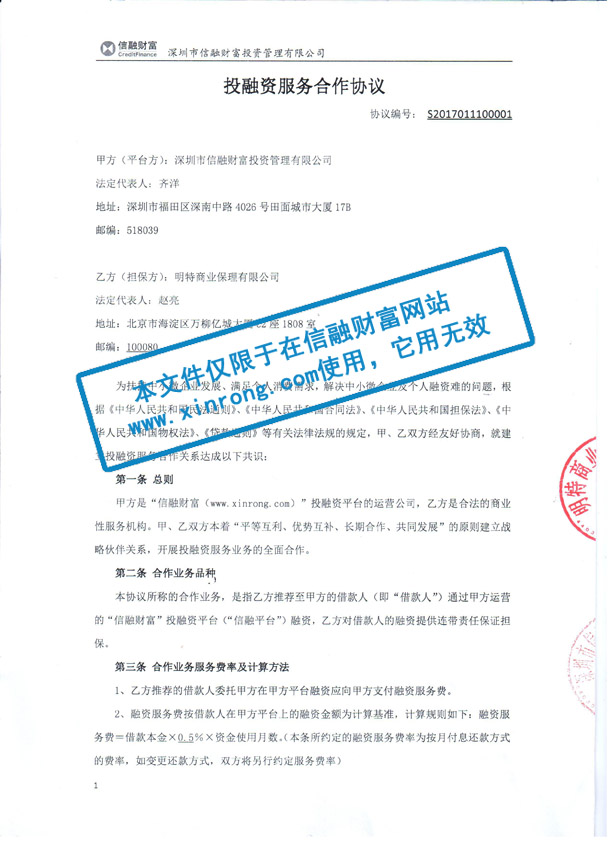 信融财富
CreditFinance
深圳市信融财富投资管理有限公司
投融资服务合作协议
协议编号： S2017011100001
甲方（平台方）：深圳市信融财富投资管理有限公司
法定代表人：齐洋
地址：深圳市福田区深南中路 4026 号田面城市大厦 17B
邮编：518039
乙方（担保方）：明特商业保理有限公司
法定代表人：赵亮
地址：北京市海淀区万柳亿城大厦 C2 座 1808 室
邮编：100080
本文件仅限于在信融财富网站
www.xinrong.com使用，它用无效
为扶持中小微企业发展、满足个人消费需求，解决中小微企业及个人融资难的问题，根
据《中华人民共和国民法通则》、《中华人民共和国合同法》、《中华人民共和国担保法》、《中
华人民共和国物权法》、《贷款通则》等有关法律法规的规定，甲、乙双方经友好协商，就建
立投融资服务合作关系达成以下共识：
第一条 总则
甲方是“信融财富（www.xinrong.com）”投融资平台的运营公司，乙方是合法的商业
性服务机构。甲、乙双方本着“平等互利、优势互补、长期合作、共同发展”的原则建立战
略伙伴关系，开展投融资服务业务的全面合作。
第二条 合作业务品种
本协议所称的合作业务，是指乙方推荐至甲方的借款人（即“借款人”）通过甲方运营
的“信融财富”投融资平台（“信融平台”）融资，乙方对借款人的融资提供连带责任保证担
保。
第三条 合作业务服务费率及计算方法
1、乙方推荐的借款人委托甲方在甲方平台融资应向甲方支付融资服务费。
2、融资服务费按借款人在甲方平台上的融资金额为计算基准，计算规则如下：融资服
务费＝借款本金×0.5％×资金使用月数。（本条所约定的融资服务费率为按月付息还款方式
的费率，如变更还款方式，双方将另行约定服务费率）
1
明特商业
深圳市信